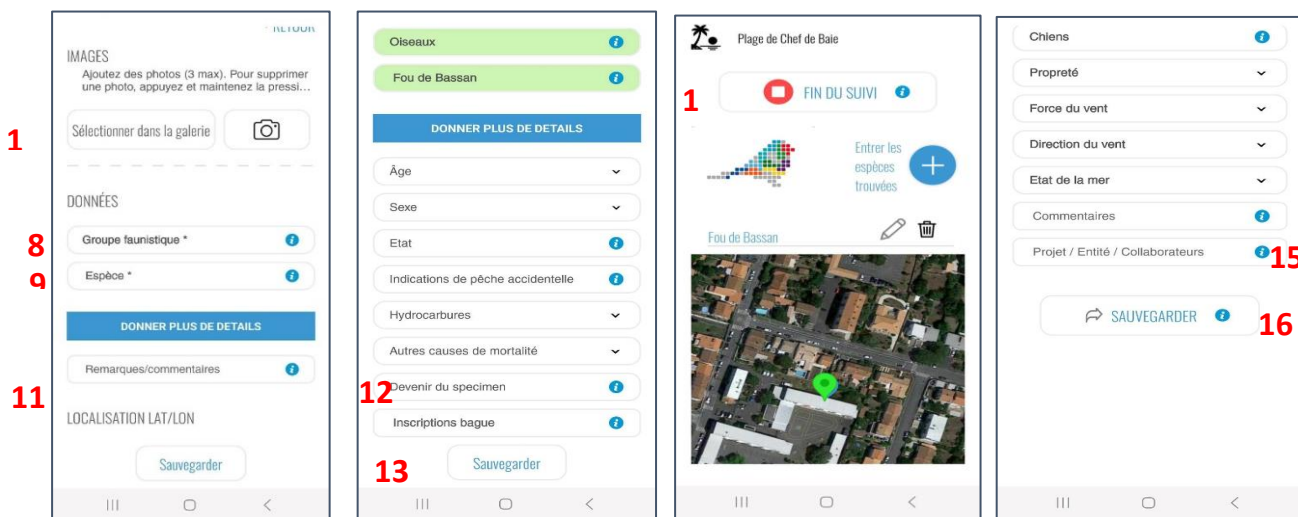 RETOUR
IMAGES
Ajoutez des photos (3 max). Pour supprimer
une photo, appuyez et maintenez la pressi...
1
Sélectionner dans la galerie
DONNÉES
8
Groupe faunistique *
9
Espèce *
DONNER PLUS DE DETAILS
Remarques/commentaires
11
LOCALISATION LAT/LON
Sauvegarder
Oiseaux
Fou de Bassan
DONNER PLUS DE DETAILS
Âge
Sexe
Etat
Indications de pêche accidentelle
Hydrocarbures
Autres causes de mortalité
12
Devenir du specimen
Inscriptions bague
13
Sauvegarder
Plage de Chef de Baie
1
FIN DU SUIVI
Entrer les
espèces
trouvées
Fou de Bassan
Chiens
Propreté
Force du vent
Direction du vent
Etat de la mer
Commentaires
Projet / Entité / Collaborateurs
15
SAUVEGARDER
16